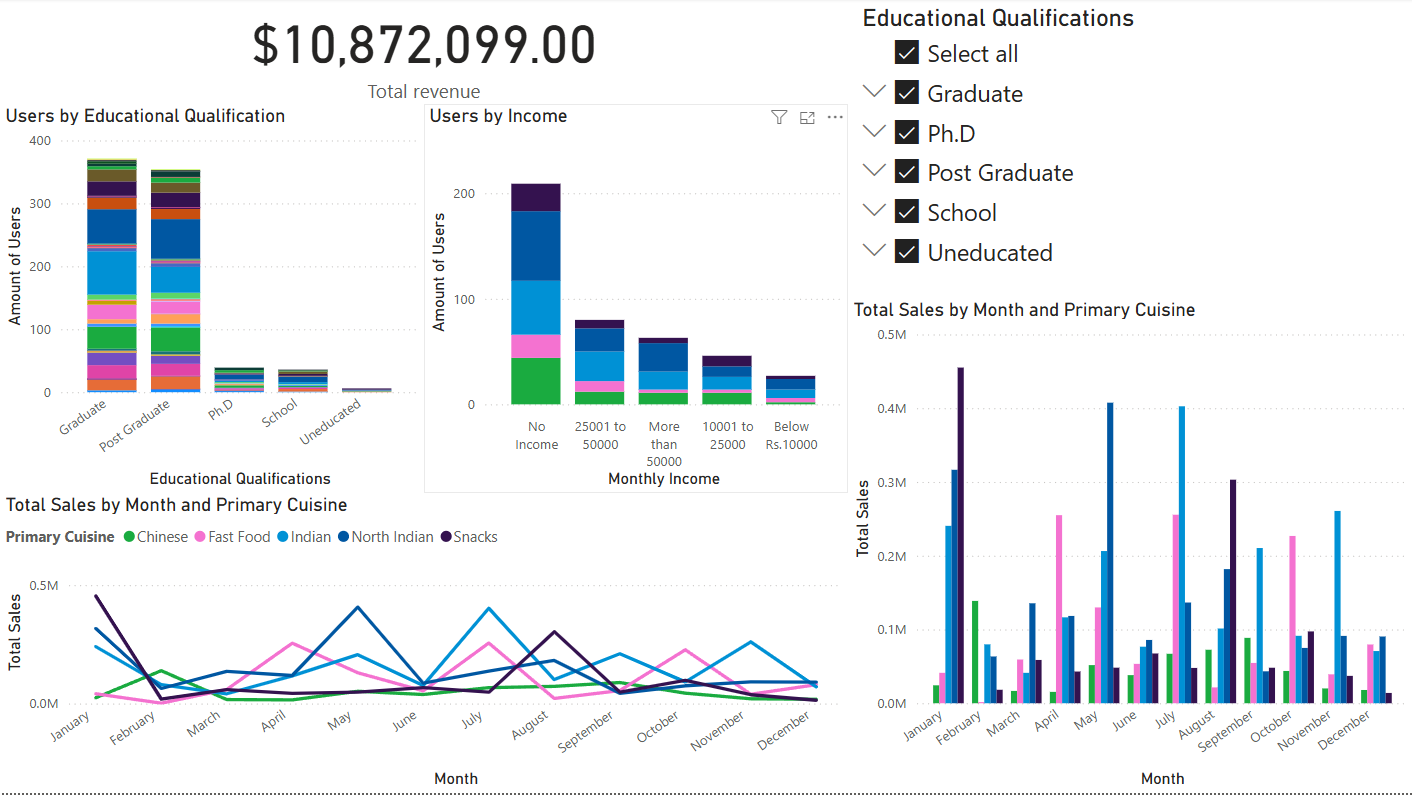 $10,872,099.00
Total revenue
Educational Qualifications
Select all
Graduate
Ph.D
Post Graduate
School
Uneducated
Users by Educational Qualification
400
300
200
100
0
Amount of Users
Graduate
Post Graduate
Ph.D
School
Uneducated
Educational Qualifications
Users by Income
200
100
0
Amount of Users
No Income
25001 to 50000
More than 50000
10001 to 25000
Below Rs.10000
Monthly Income
Total Sales by Month and Primary Cuisine
Primary Cuisine Chinese Fast Food Indian North Indian Snacks
0.5M
0.0M
Total Sales
January
February
March
April
May
June
July
August
September
October
November
December
Month
Total Sales by Month and Primary Cuisine
0.5M
0.4M
0.3M
0.2M
0.1M
0.0M
Total Sales
January
February
March
April
May
June
July
August
September
October
November
December
Month